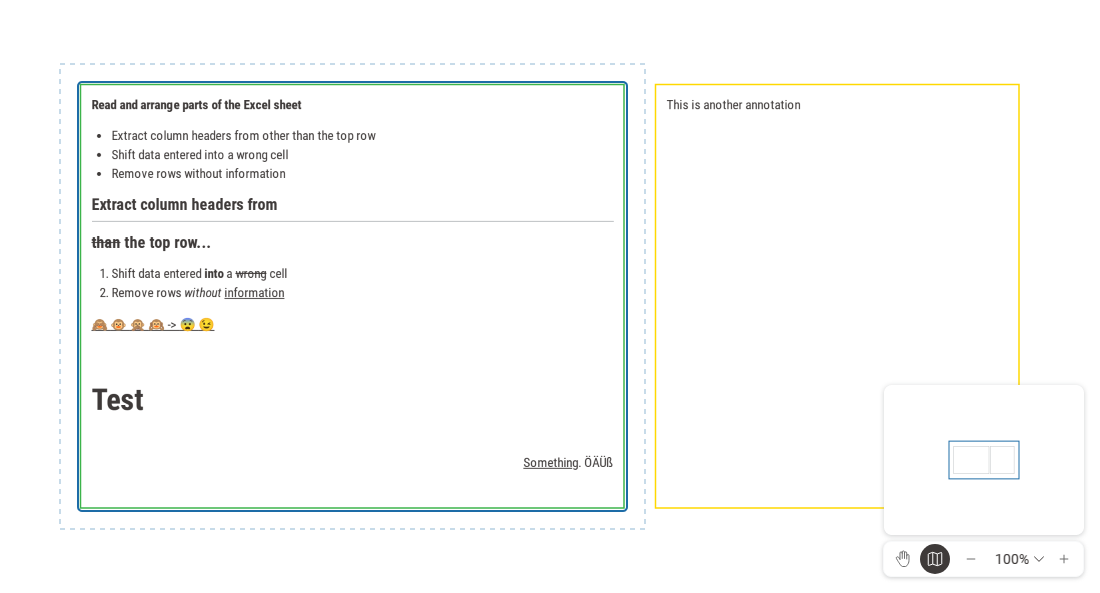 Read and arrange parts of the Excel sheet
• Extract column headers from other than the top row
• Shift data entered into a wrong cell
• Remove rows without information
Extract column headers from
than the top row...
1. Shift data entered into a wrong cell
2. Remove rows without information
🙈 🐵 🙊 🙉 -> 😰 😉
Test
Something. ÖÄÜß
This is another annotation
100%